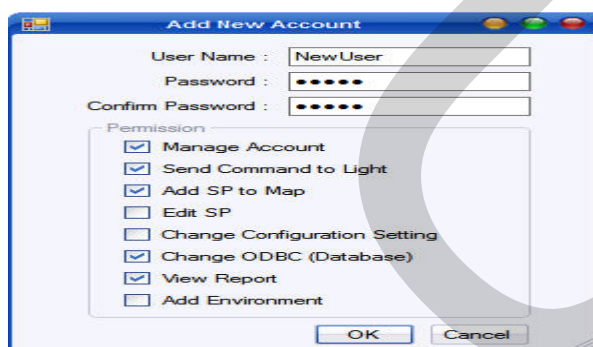 Add New Account
User Name :
NewUser
Password :
●●●●●
Confirm Password :
●●●●●
Permission
Manage Account
Send Command to Light
Add SP to Map
Edit SP
Change Configuration Setting
Change ODBC (Database)
View Report
Add Environment
OK
Cancel